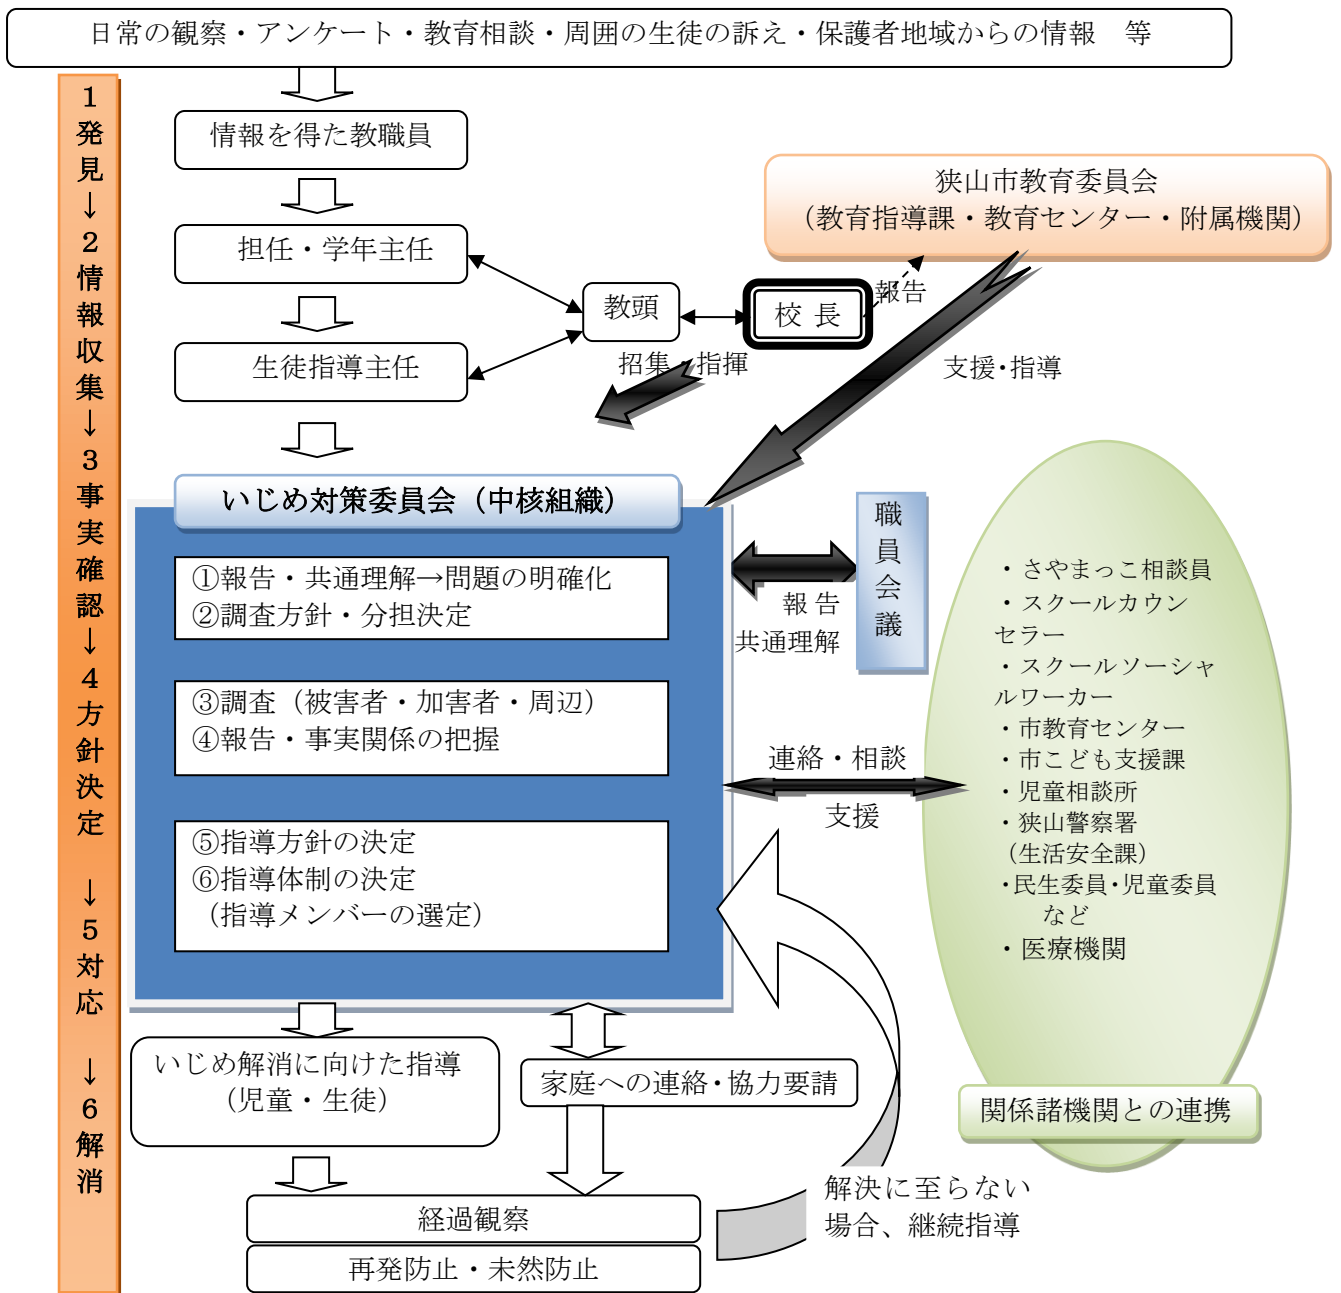 日常の観察・アンケート・教育相談・周囲の生徒の訴え・保護者地域からの情報　等
1発見→2情報収集→3事実確認→4方針決定　→5対応　→6解消
情報を得た教職員
担任・学年主任
生徒指導主任
教頭
校長
報告
狭山市教育委員会
（教育指導課・教育センター・附属機関）
招集・指揮
支援・指導
いじめ対策委員会（中核組織）
①報告・共通理解→問題の明確化
②調査方針・分担決定
③調査（被害者・加害者・周辺）
④報告・事実関係の把握
⑤指導方針の決定
⑥指導体制の決定
（指導メンバーの選定）
職員会議
報告
共通理解
連絡・相談
支援
・さやまっこ相談員
・スクールカウン
セラー
・スクールソーシャ
ルワーカー
・市教育センター
・市こども支援課
・児童相談所
・狭山警察署
（生活安全課）
・民生委員・児童委員
など
・医療機関
関係諸機関との連携
いじめ解消に向けた指導
（児童・生徒）
家庭への連絡・協力要請
経過観察
再発防止・未然防止
解決に至らない
場合、継続指導